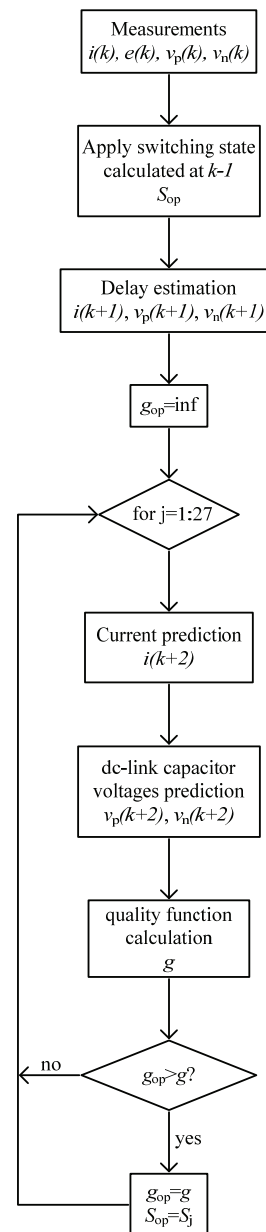 Measurements
i(k), e(k), vp(k), vn(k)
Apply switching state
calculated at k-1
Sop
Delay estimation
i(k+1), vp(k+1), vn(k+1)
gop=inf
for j=1:27
Current prediction
i(k+2)
dc-link capacitor
voltages prediction
vp(k+2), vn(k+2)
quality function
calculation
g
gop>g?
no
yes
gop=g
Sop=Sj